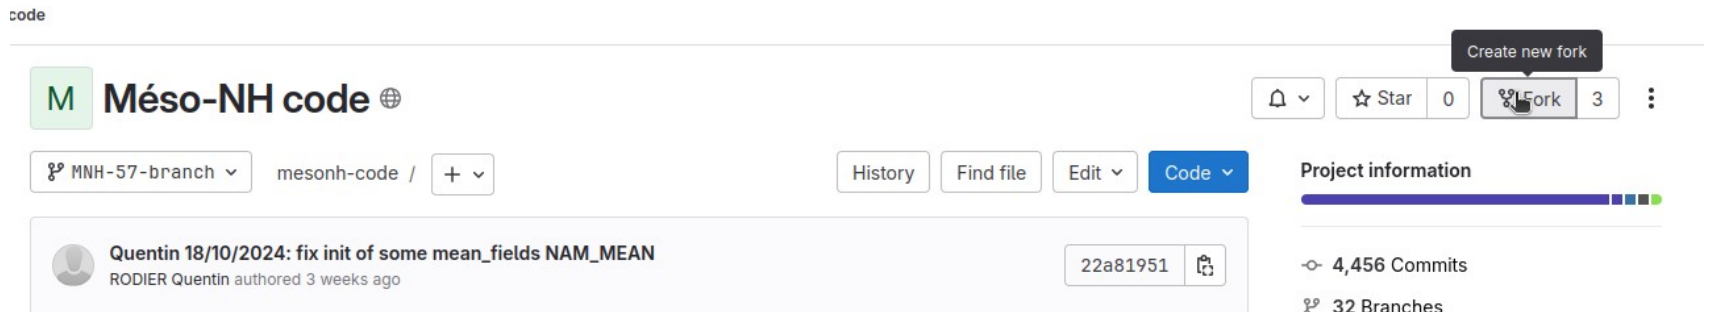 code
Create new fork
M Méso-NH code
Star 0 Fork 3
MNH-57-branch mesonh-code / + History Find file Edit Code
Project information
Quentin 18/10/2024: fix init of some mean_fields NAM_MEAN
RODIER Quentin authored 3 weeks ago
22a81951
4,456 Commits
32 Branches